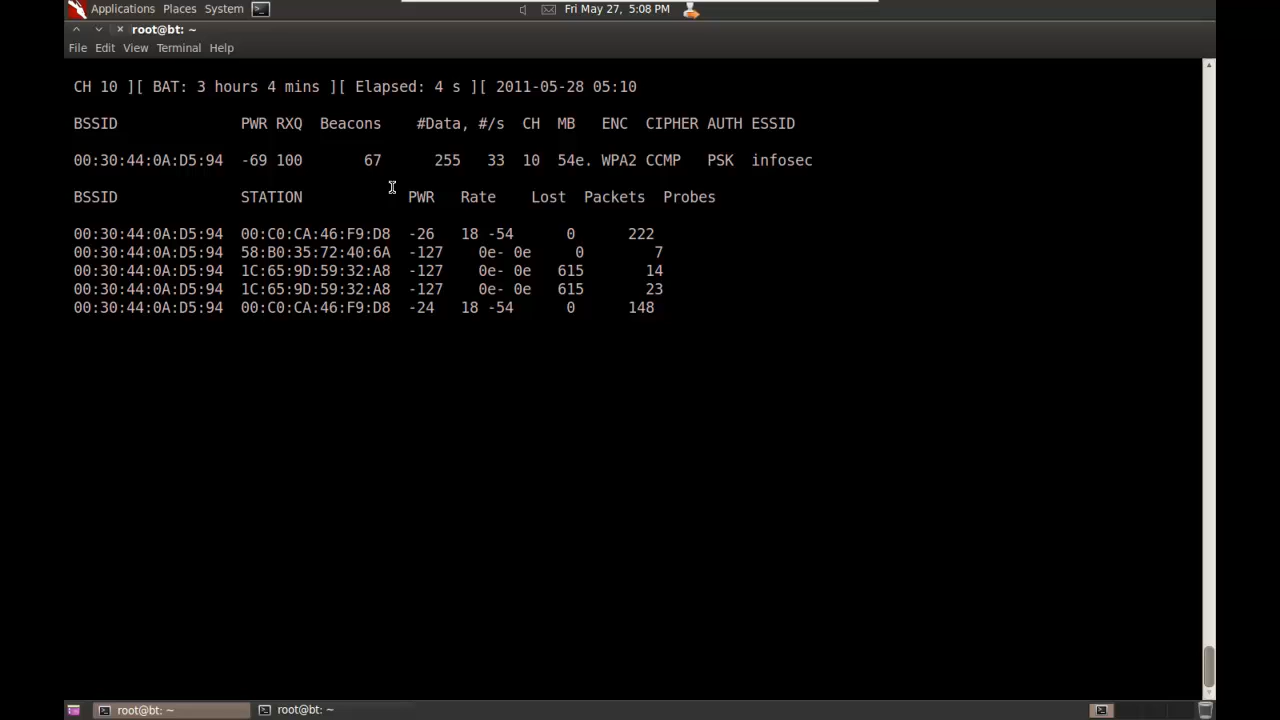 Applications Places System Fri May 27, 5:08 PM
root@bt: ~
File Edit View Terminal Help
CH 10 ][ BAT: 3 hours 4 mins ][ Elapsed: 4 s ][ 2011-05-28 05:10
BSSID PWR RXQ Beacons #Data, #/s CH MB ENC CIPHER AUTH ESSID
00:30:44:0A:D5:94 -69 100 67 255 33 10 54e. WPA2 CCMP PSK infosec
BSSID STATION PWR Rate Lost Packets Probes
00:30:44:0A:D5:94 00:C0:CA:46:F9:D8 -26 18 -54 0 222
00:30:44:0A:D5:94 58:B0:35:72:40:6A -127 0e- 0e 0 7
00:30:44:0A:D5:94 1C:65:9D:59:32:A8 -127 0e- 0e 615 14
00:30:44:0A:D5:94 1C:65:9D:59:32:A8 -127 0e- 0e 615 23
00:30:44:0A:D5:94 00:C0:CA:46:F9:D8 -24 18 -54 0 148
root@bt: ~ root@bt: ~